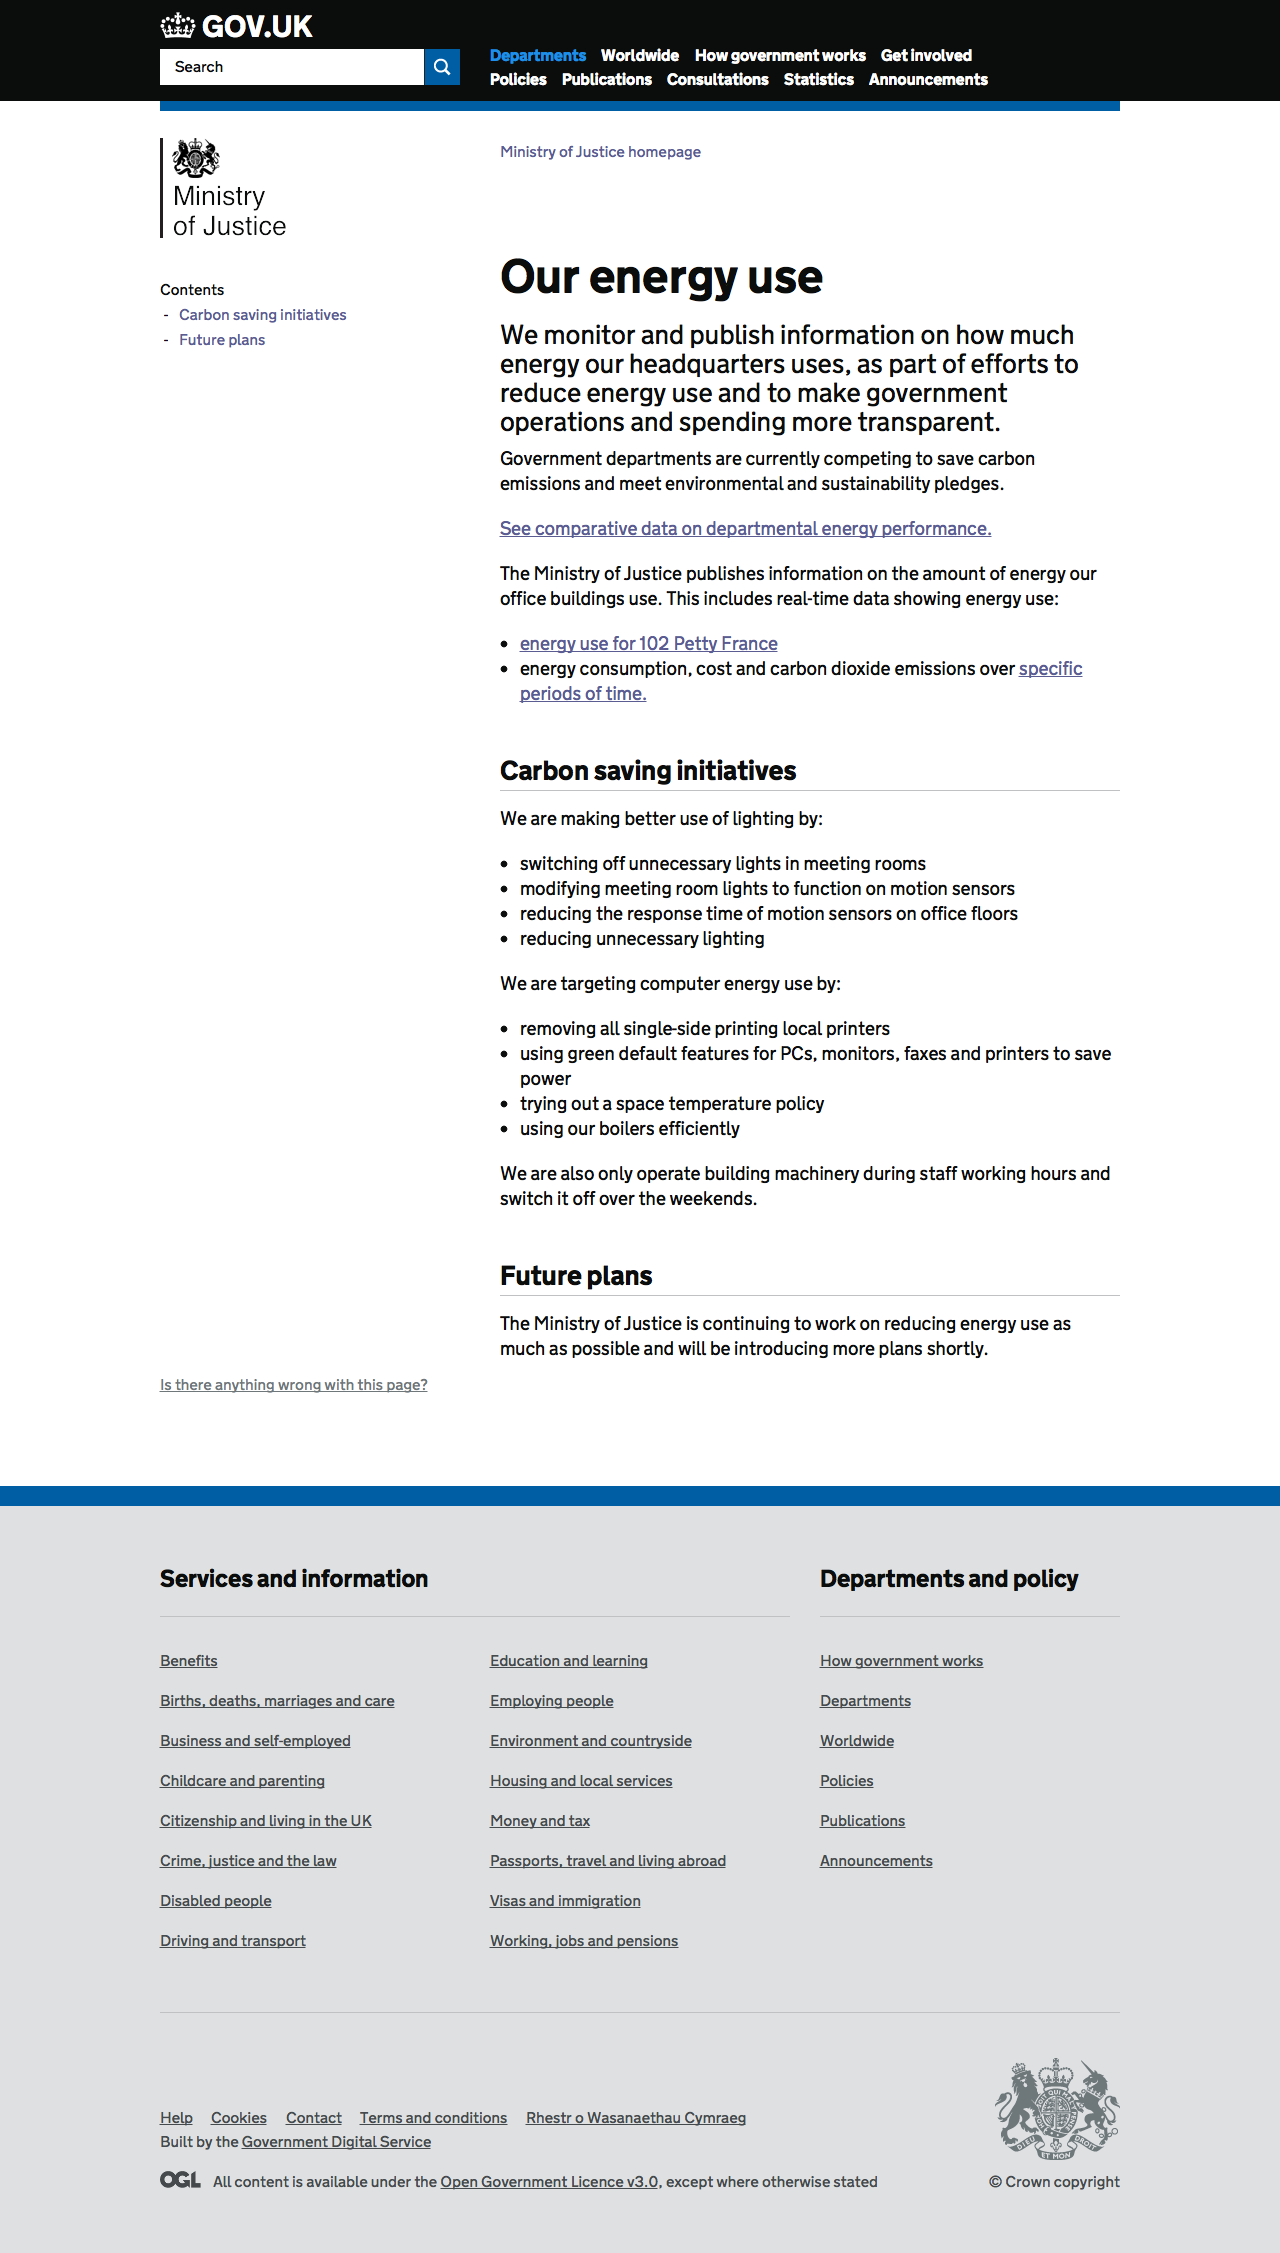 GOV.UK
Search
Departments Worldwide How government works Get involved
Policies Publications Consultations Statistics Announcements
Ministry
of Justice
Ministry of Justice homepage
Contents
- Carbon saving initiatives
- Future plans
Our energy use
We monitor and publish information on how much
energy our headquarters uses, as part of efforts to
reduce energy use and to make government
operations and spending more transparent.
Government departments are currently competing to save carbon
emissions and meet environmental and sustainability pledges.
See comparative data on departmental energy performance.
The Ministry of Justice publishes information on the amount of energy our
office buildings use. This includes real-time data showing energy use:
• energy use for 102 Petty France
• energy consumption, cost and carbon dioxide emissions over specific
periods of time.
Carbon saving initiatives
We are making better use of lighting by:
• switching off unnecessary lights in meeting rooms
• modifying meeting room lights to function on motion sensors
• reducing the response time of motion sensors on office floors
• reducing unnecessary lighting
We are targeting computer energy use by:
• removing all single-side printing local printers
• using green default features for PCs, monitors, faxes and printers to save
power
• trying out a space temperature policy
• using our boilers efficiently
We are also only operate building machinery during staff working hours and
switch it off over the weekends.
Future plans
The Ministry of Justice is continuing to work on reducing energy use as
much as possible and will be introducing more plans shortly.
Is there anything wrong with this page?
Services and information
Benefits
Births, deaths, marriages and care
Business and self-employed
Childcare and parenting
Citizenship and living in the UK
Crime, justice and the law
Disabled people
Driving and transport
Education and learning
Employing people
Environment and countryside
Housing and local services
Money and tax
Passports, travel and living abroad
Visas and immigration
Working, jobs and pensions
Departments and policy
How government works
Departments
Worldwide
Policies
Publications
Announcements
Help Cookies Contact Terms and conditions Rhestr o Wasanaethau Cymraeg
Built by the Government Digital Service
OGL All content is available under the Open Government Licence v3.0, except where otherwise stated
DIEU ET MON DROIT
© Crown copyright